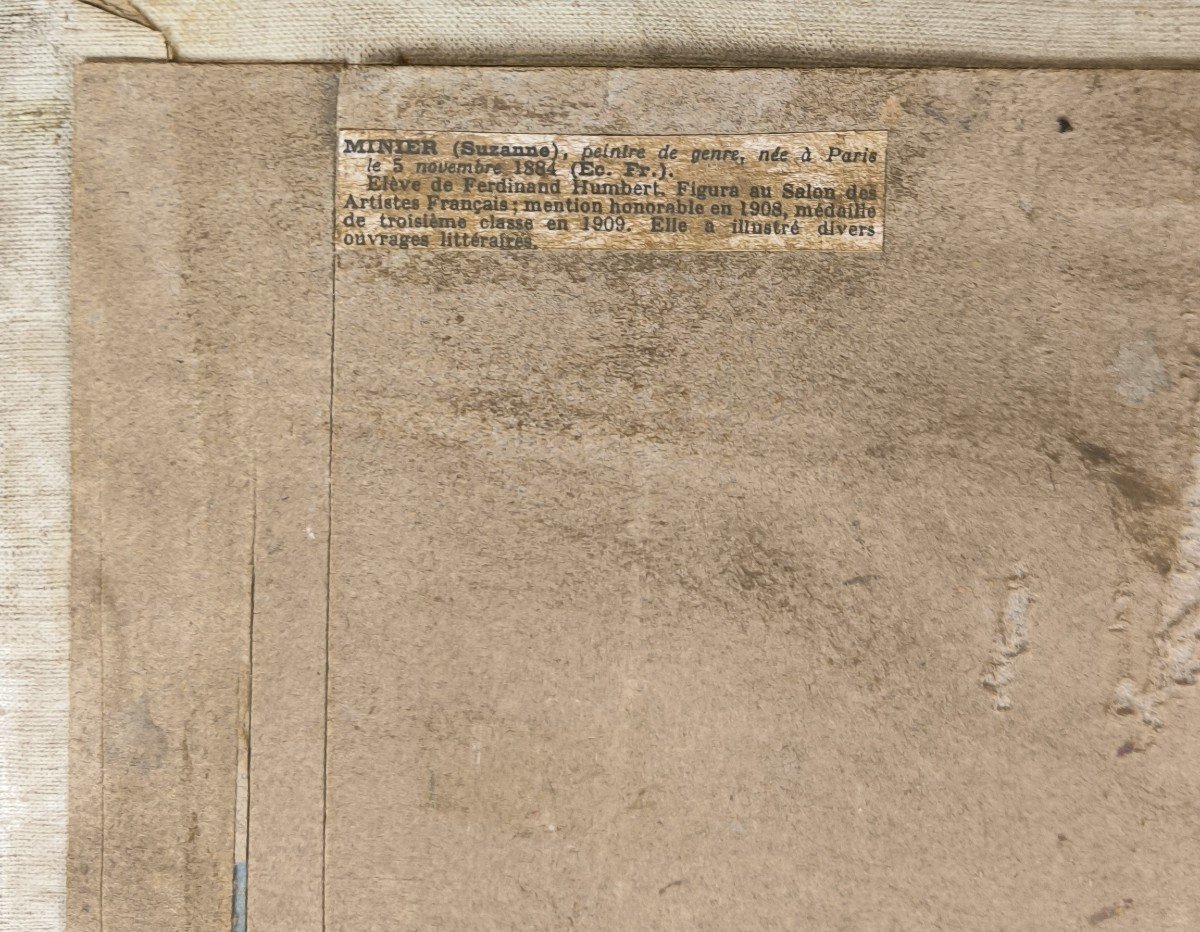 MINIER (Suzanne), peintre de genre, née à Paris
le 5 novembre 1884 (Ec. Fr.).
Elève de Ferdinand Humbert. Figura au Salon des
Artistes Français ; mention honorable en 1908, médaille
de troisième classe en 1909. Elle a illustré divers
ouvrages littéraires.